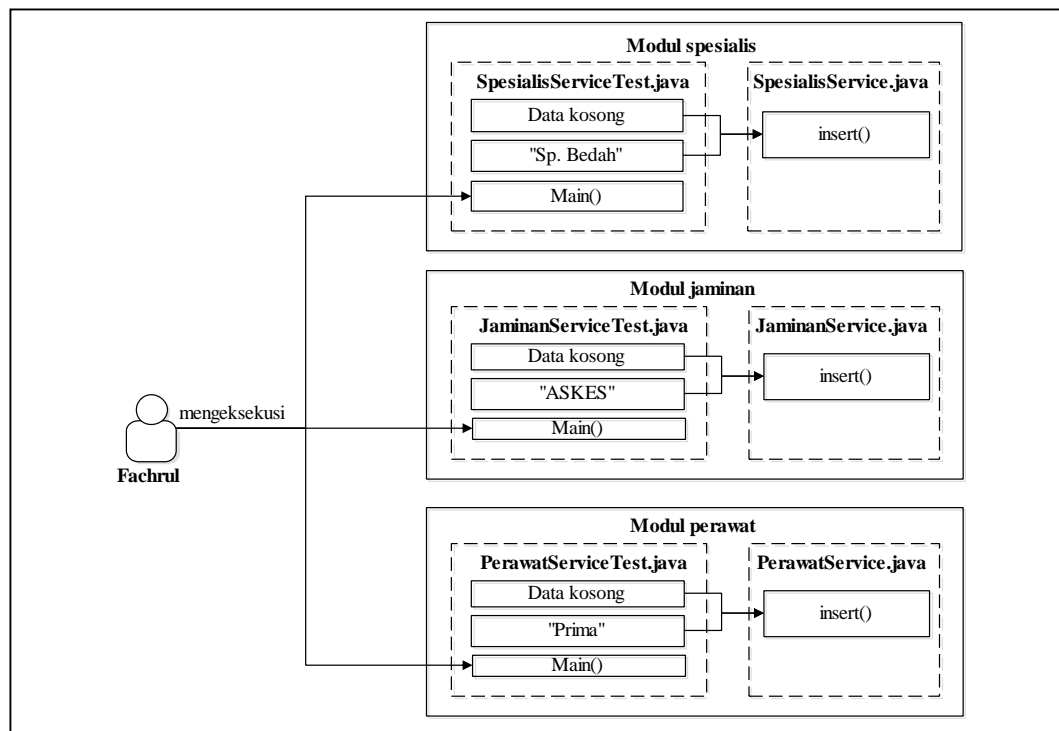 Modul spesialis
SpesialisServiceTest.java
Data kosong
"Sp. Bedah"
Main()
SpesialisService.java
insert()
Modul jaminan
JaminanServiceTest.java
Data kosong
"ASKES"
Main()
JaminanService.java
insert()
mengeksekusi
Fachrul
Modul perawat
PerawatServiceTest.java
Data kosong
"Prima"
Main()
PerawatService.java
insert()